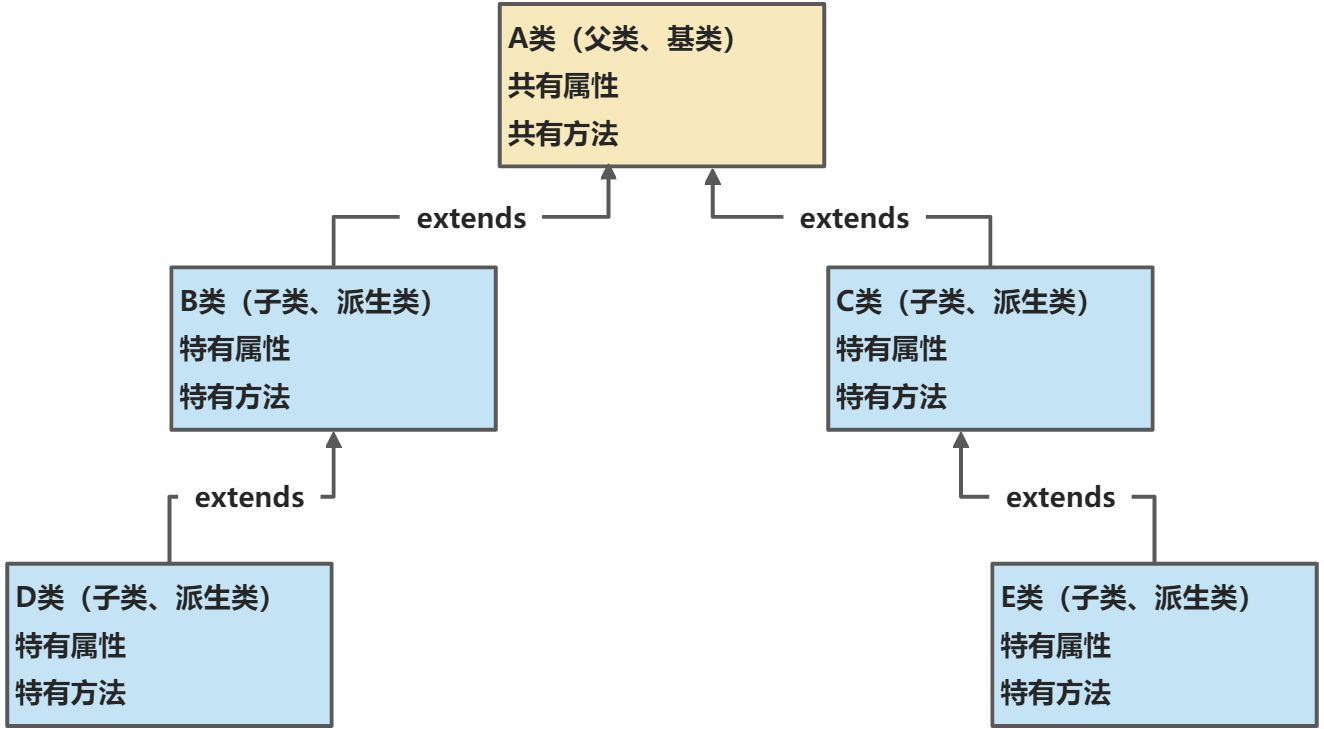 A类（父类、基类）
共有属性
共有方法
extends
extends
B类（子类、派生类）
特有属性
特有方法
C类（子类、派生类）
特有属性
特有方法
extends
extends
D类（子类、派生类）
特有属性
特有方法
E类（子类、派生类）
特有属性
特有方法